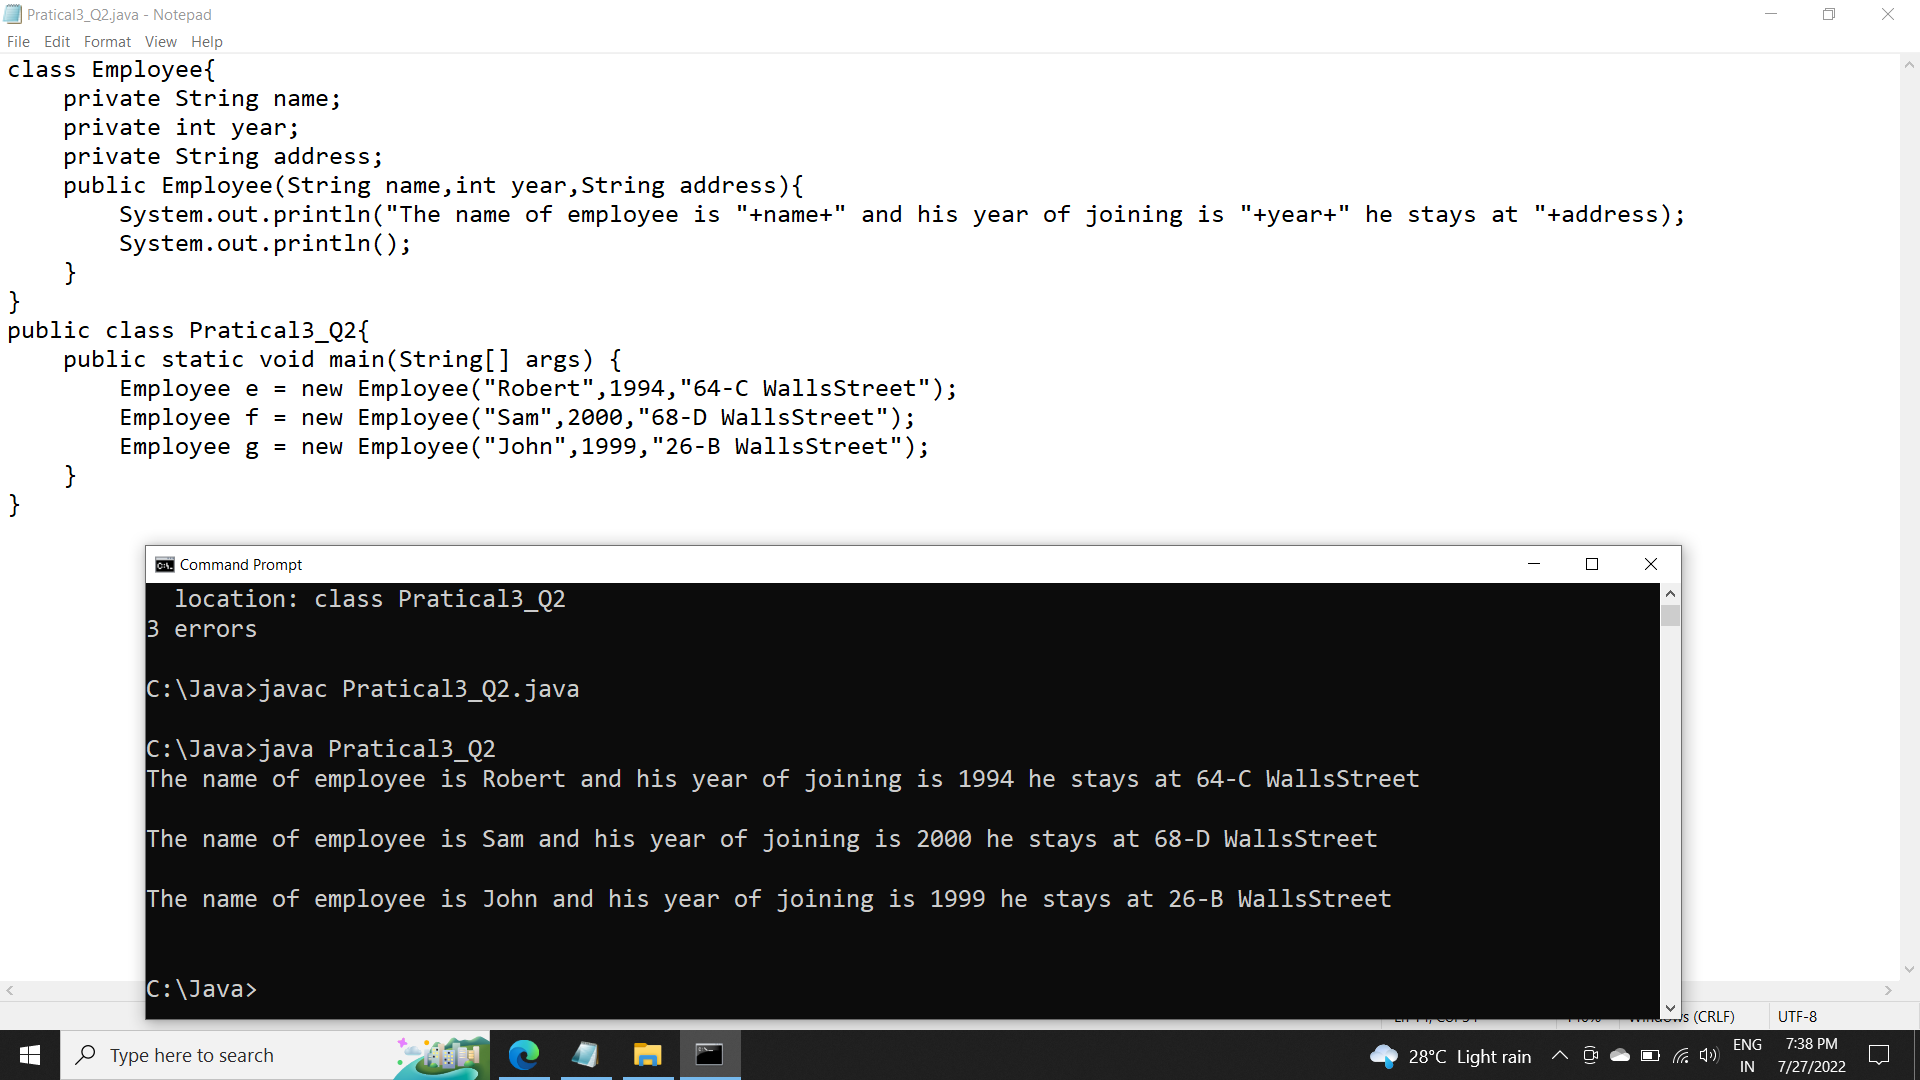 Pratical3_Q2.java - Notepad
File Edit Format View Help
class Employee{
    private String name;
    private int year;
    private String address;
    public Employee(String name,int year,String address){
        System.out.println("The name of employee is "+name+" and his year of joining is "+year+" he stays at "+address);
        System.out.println();
    }
}
public class Pratical3_Q2{
    public static void main(String[] args) {
        Employee e = new Employee("Robert",1994,"64-C WallsStreet");
        Employee f = new Employee("Sam",2000,"68-D WallsStreet");
        Employee g = new Employee("John",1999,"26-B WallsStreet");
    }
}
Command Prompt
  location: class Pratical3_Q2
3 errors
C:\Java>javac Pratical3_Q2.java
C:\Java>java Pratical3_Q2
The name of employee is Robert and his year of joining is 1994 he stays at 64-C WallsStreet
The name of employee is Sam and his year of joining is 2000 he stays at 68-D WallsStreet
The name of employee is John and his year of joining is 1999 he stays at 26-B WallsStreet
C:\Java>
(CRLF) UTF-8
Type here to search
28°C Light rain
ENG
IN
7:38 PM
7/27/2022